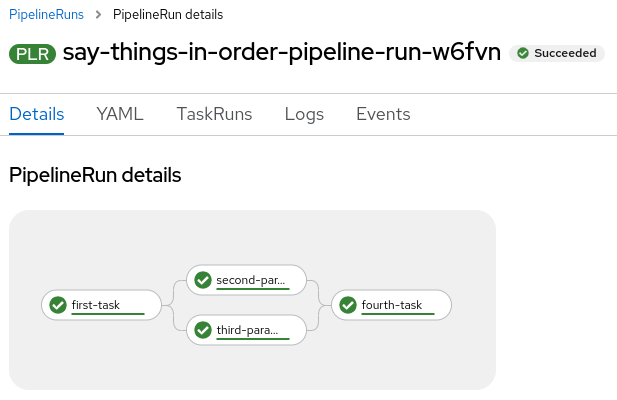 PipelineRuns > PipelineRun details
PLR say-things-in-order-pipeline-run-w6fvn Succeeded
Details YAML TaskRuns Logs Events
PipelineRun details
second-par...
first-task fourth-task
third-para...